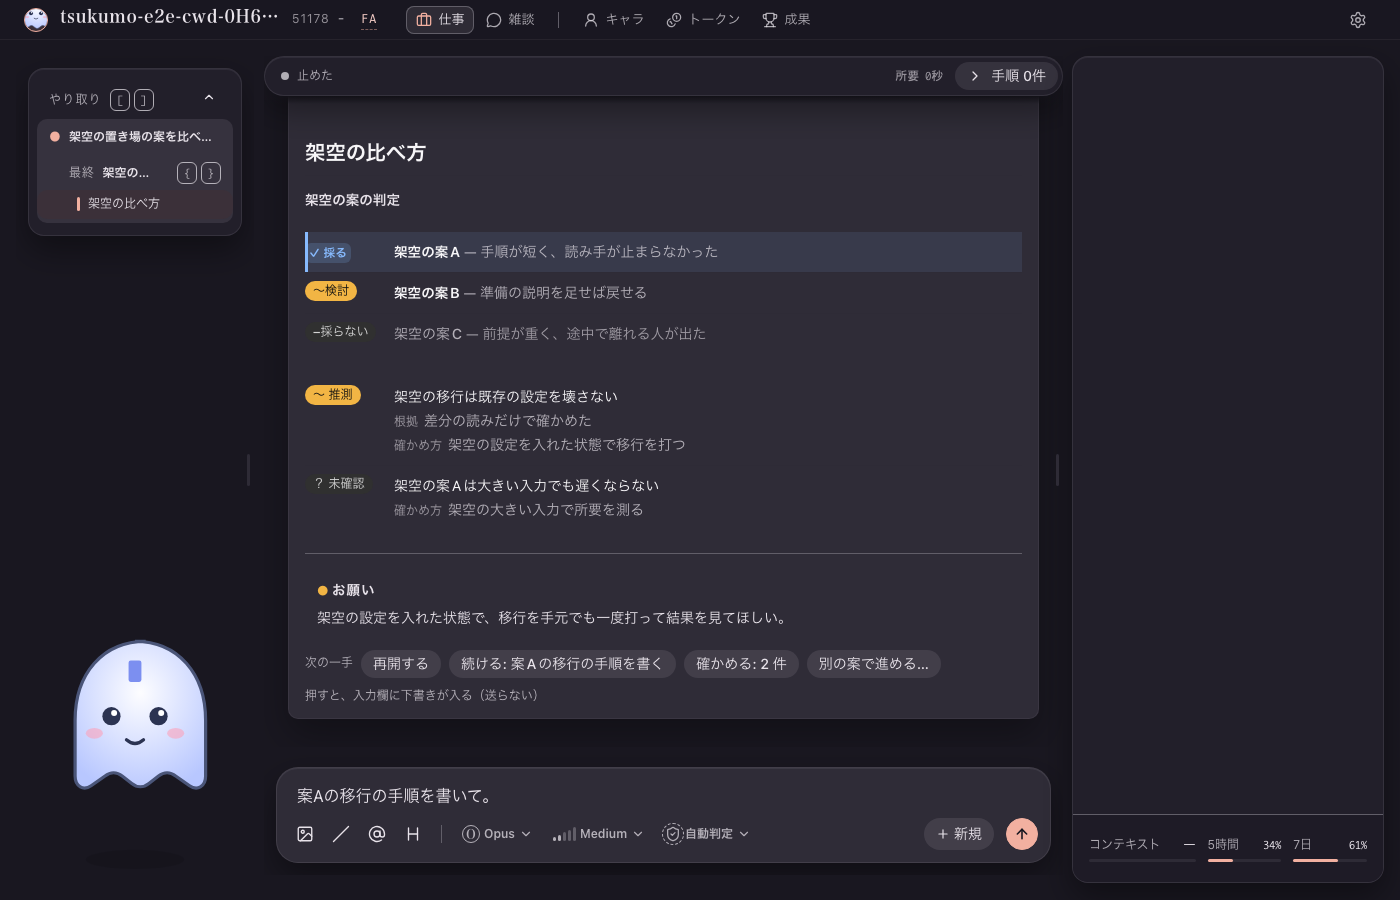 tsukumo-e2e-cwd-0H6… 51178 - FA 仕事 雑談 キャラ トークン 成果
やり取り [ ]
架空の置き場の案を比べ…
最終 架空の… { }
架空の比べ方
止めた 所要 0秒 手順 0件
架空の比べ方
架空の案の判定
✓ 採る 架空の案A — 手順が短く、読み手が止まらなかった
〜検討 架空の案B — 準備の説明を足せば戻せる
−採らない 架空の案C — 前提が重く、途中で離れる人が出た
〜 推測 架空の移行は既存の設定を壊さない
根拠 差分の読みだけで確かめた
確かめ方 架空の設定を入れた状態で移行を打つ
? 未確認 架空の案Aは大きい入力でも遅くならない
確かめ方 架空の大きい入力で所要を測る
お願い
架空の設定を入れた状態で、移行を手元でも一度打って結果を見てほしい。
次の一手 再開する 続ける: 案Aの移行の手順を書く 確かめる: 2 件 別の案で進める…
押すと、入力欄に下書きが入る（送らない）
案Aの移行の手順を書いて。
Opus Medium 自動判定 + 新規
コンテキスト — 5時間 34% 7日 61%